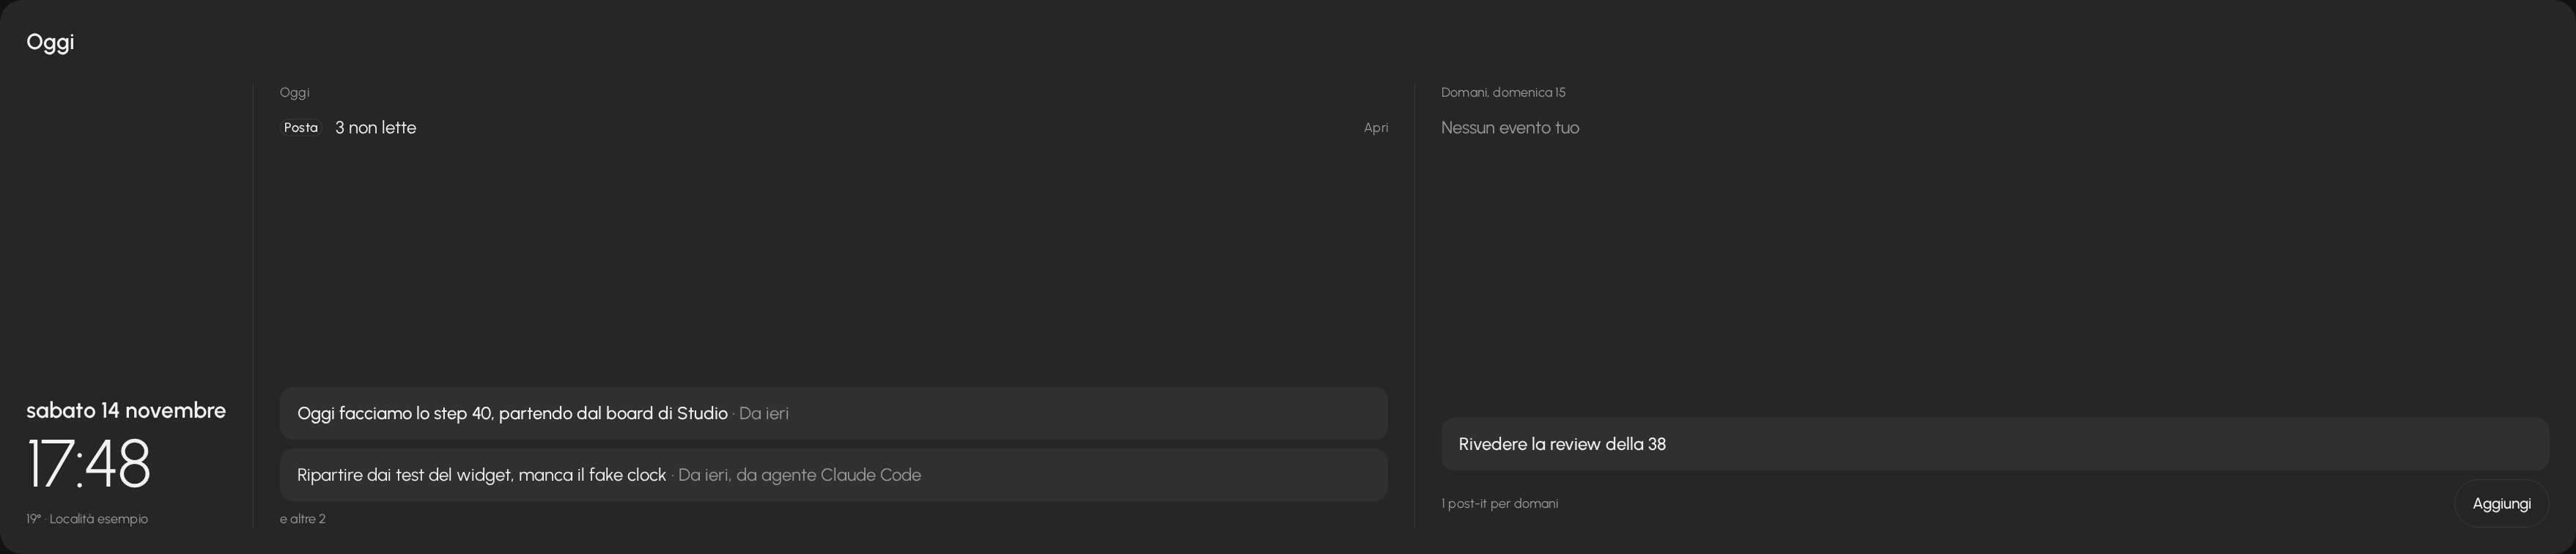 Oggi
Oggi
Posta 3 non lette Apri
Oggi facciamo lo step 40, partendo dal board di Studio · Da ieri
Ripartire dai test del widget, manca il fake clock · Da ieri, da agente Claude Code
e altre 2
Domani, domenica 15
Nessun evento tuo
Rivedere la review della 38
1 post-it per domani
Aggiungi
sabato 14 novembre
17:48
19° · Località esempio